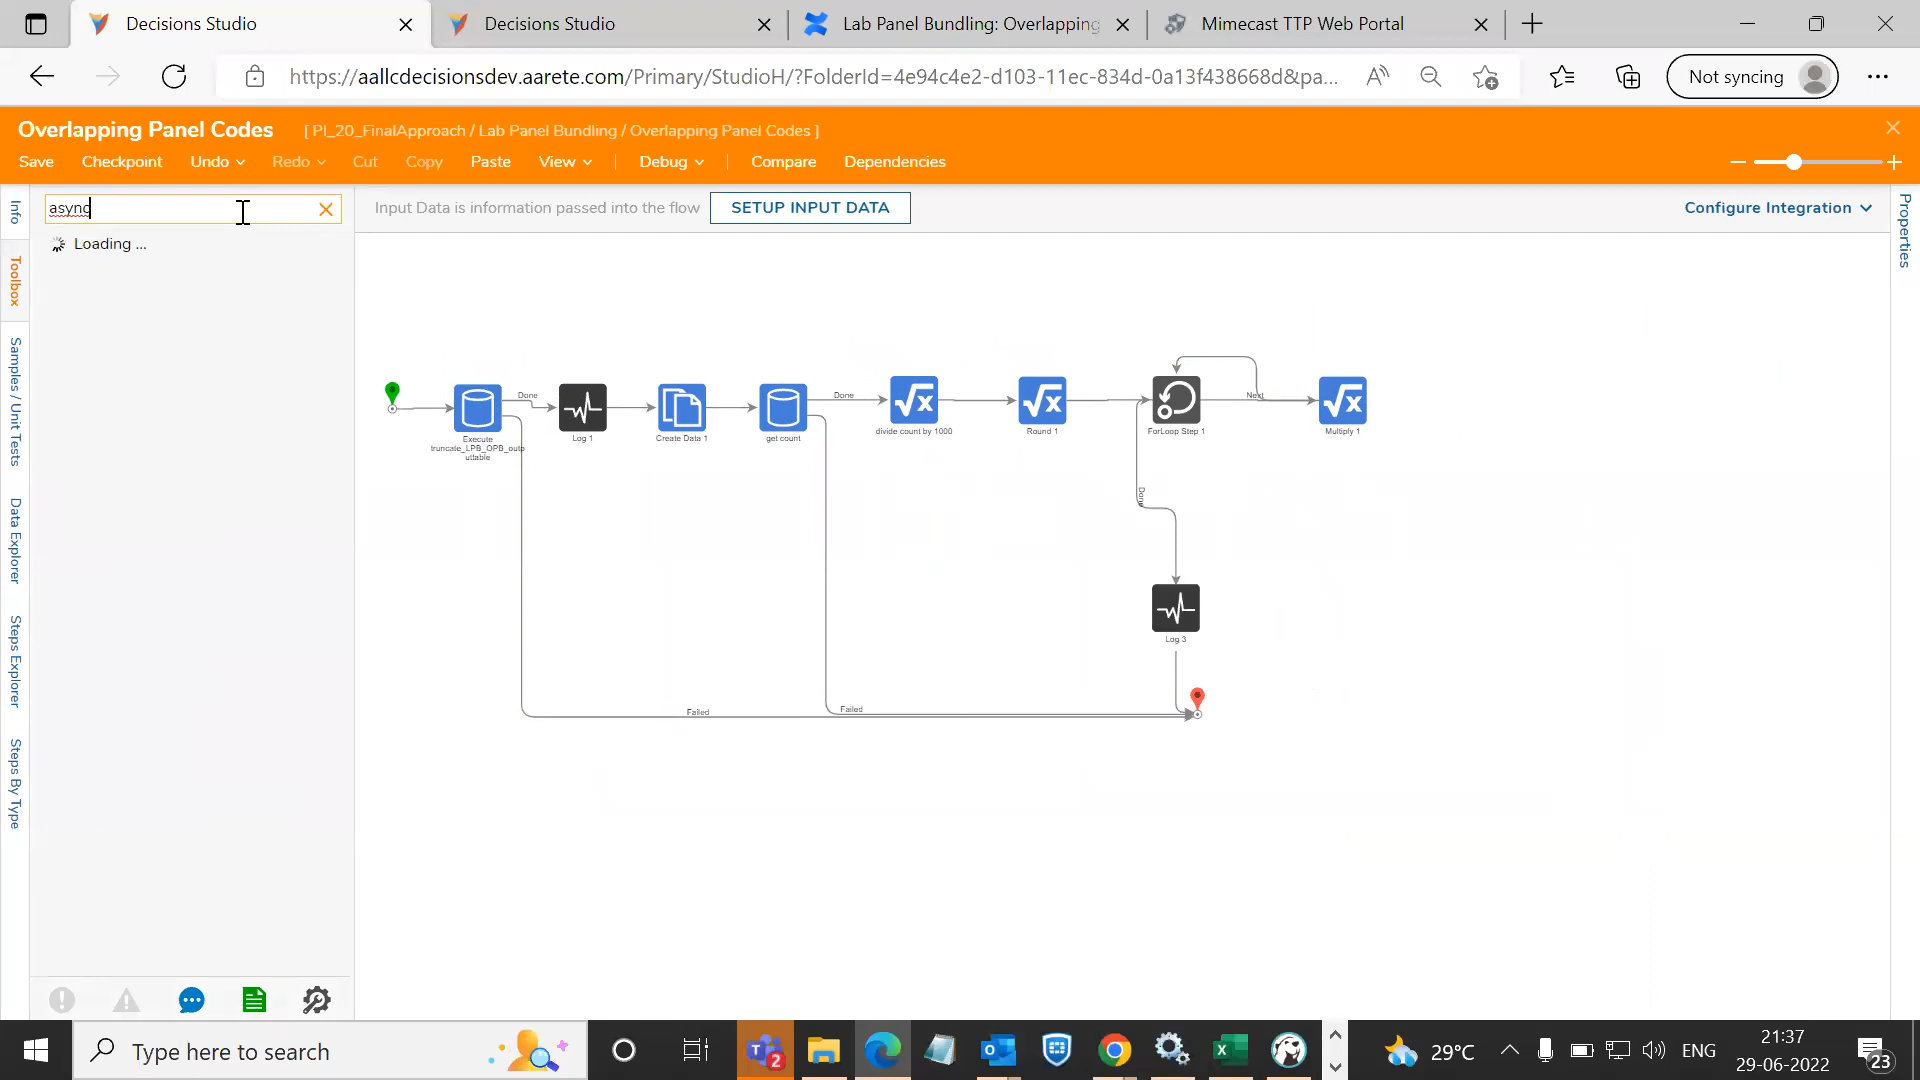 Decisions Studio
Decisions Studio
Lab Panel Bundling: Overlapping
Mimecast TTP Web Portal
https://aallcdecisionsdev.aarete.com/Primary/StudioH/?FolderId=4e94c4e2-d103-11ec-834d-0a13f438668d&pa...
Not syncing
Overlapping Panel Codes
[ PI_20_FinalApproach / Lab Panel Bundling / Overlapping Panel Codes ]
Save
Checkpoint
Undo
Redo
Cut
Copy
Paste
View
Debug
Compare
Dependencies
Info
Toolbox
Samples / Unit Tests
Data Explorer
Steps Explorer
Steps By Type
async
Loading ...
Input Data is information passed into the flow
SETUP INPUT DATA
Configure Integration
Properties
Done
Execute
truncate_LPB_OPB_outp
uttable
Log 1
Create Data 1
get count
Done
divide count by 1000
Round 1
ForLoop Step 1
Next
Multiply 1
Done
Log 3
Failed
Failed
Type here to search
2
29°C
ENG
21:37
29-06-2022
23